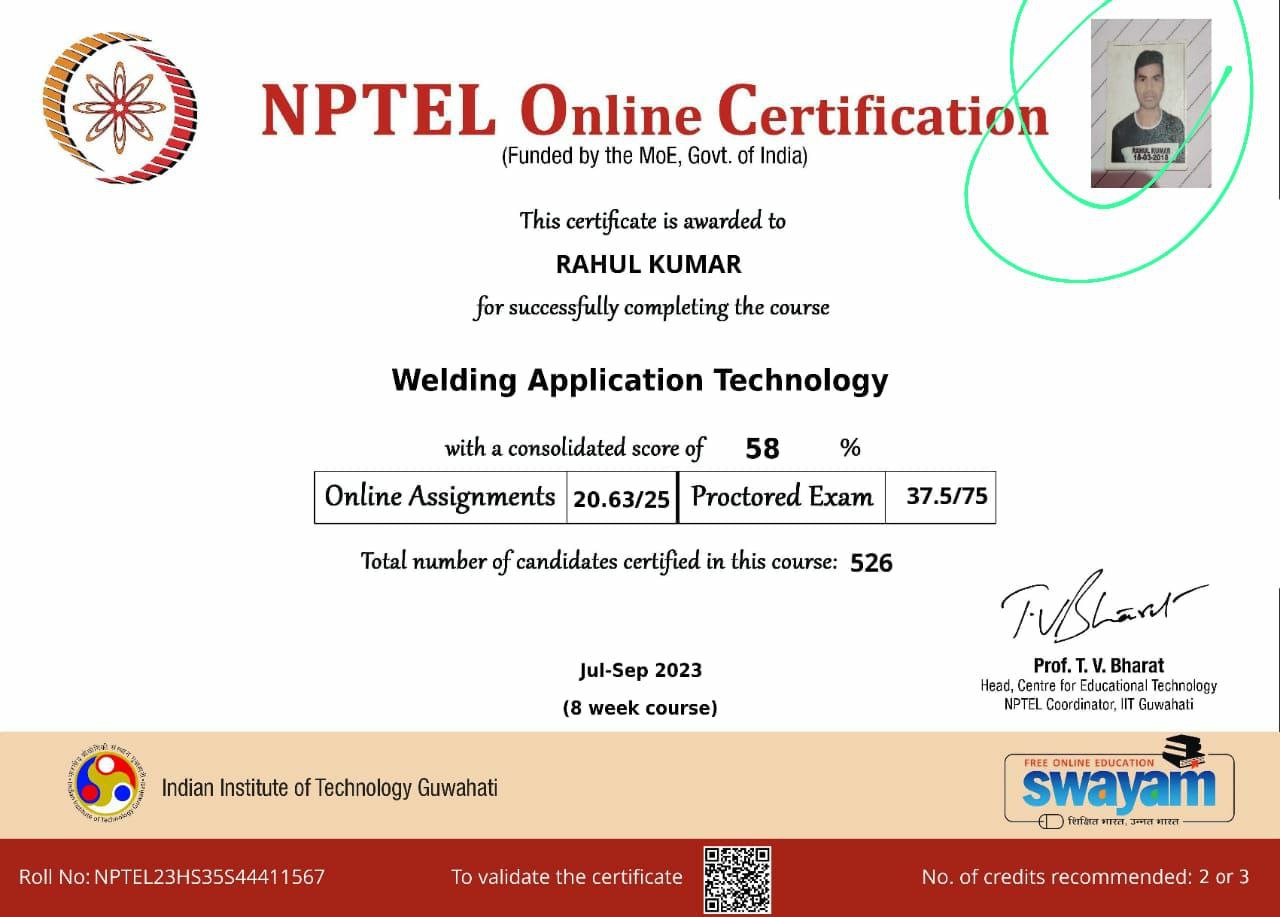 NPTEL Online Certification
(Funded by the MoE, Govt. of India)
RAHUL KUMAR
18-03-2018
This certificate is awarded to
RAHUL KUMAR
for successfully completing the course
Welding Application Technology
with a consolidated score of 58 %
Online Assignments 20.63/25 Proctored Exam 37.5/75
Total number of candidates certified in this course: 526
T.V.Bharat
Jul-Sep 2023
(8 week course)
Prof. T. V. Bharat
Head, Centre for Educational Technology
NPTEL Coordinator, IIT Guwahati
Indian Institute of Technology Guwahati
FREE ONLINE EDUCATION
swayam
शिक्षित भारत, उन्नत भारत
Roll No: NPTEL23HS35S44411567 To validate the certificate No. of credits recommended: 2 or 3